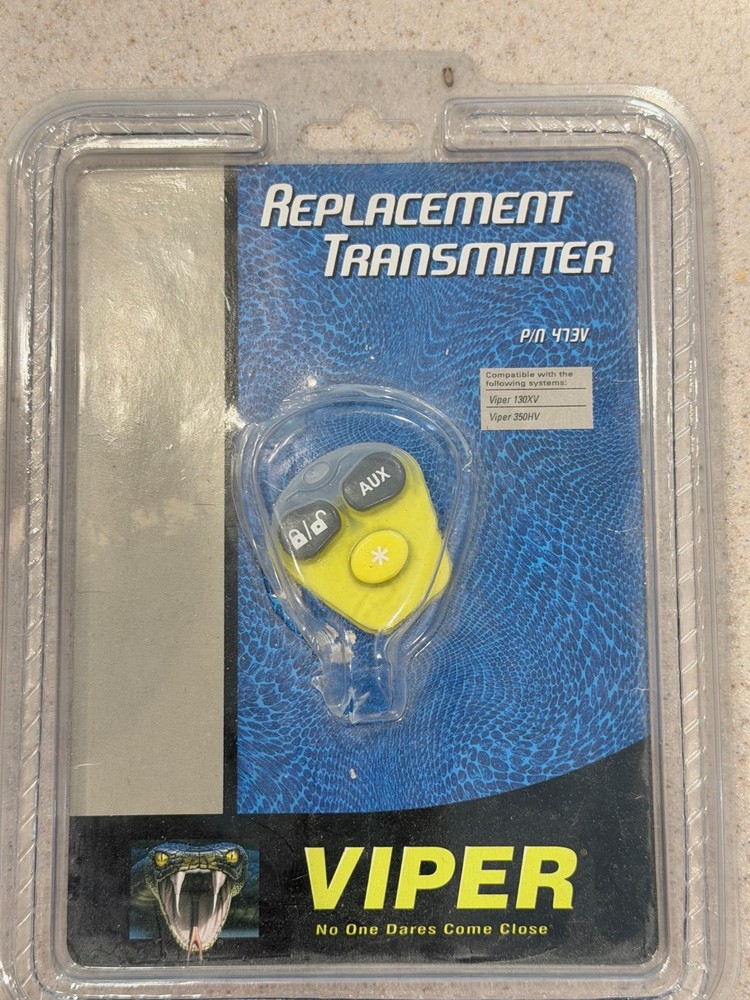 REPLACEMENT
TRANSMITTER
P/N 473V
Compatible with the
following systems:
Viper 130XV
Viper 350HV
AUX
/
*
VIPER®
No One Dares Come Close